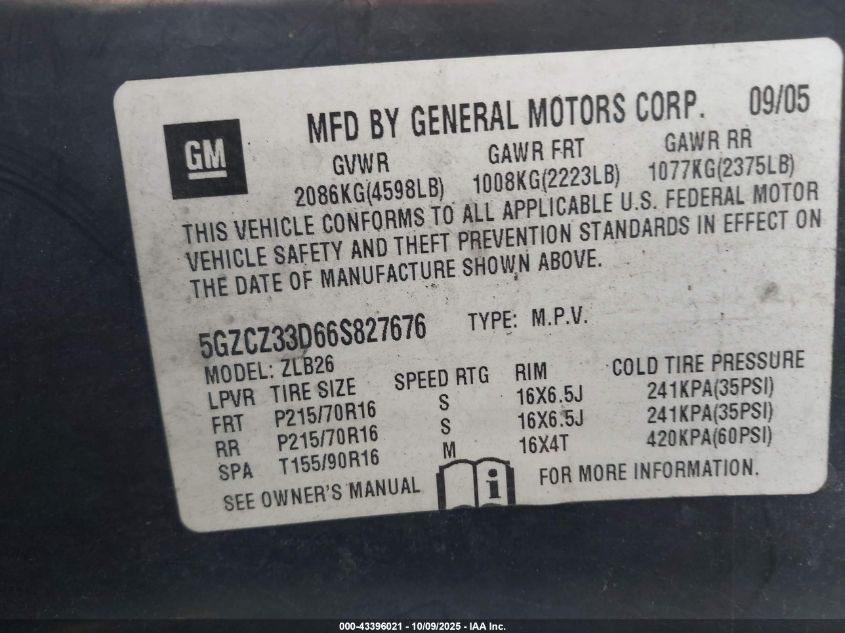 GM
MFD BY GENERAL MOTORS CORP. 09/05
GVWR GAWR FRT GAWR RR
2086KG(4598LB) 1008KG(2223LB) 1077KG(2375LB)
THIS VEHICLE CONFORMS TO ALL APPLICABLE U.S. FEDERAL MOTOR
VEHICLE SAFETY AND THEFT PREVENTION STANDARDS IN EFFECT ON
THE DATE OF MANUFACTURE SHOWN ABOVE.
5GZCZ33D66S827676 TYPE: M.P.V.
MODEL: ZLB26
LPVR TIRE SIZE SPEED RTG RIM COLD TIRE PRESSURE
FRT P215/70R16 S 16X6.5J 241KPA(35PSI)
RR P215/70R16 S 16X6.5J 241KPA(35PSI)
SPA T155/90R16 M 16X4T 420KPA(60PSI)
SEE OWNER'S MANUAL i FOR MORE INFORMATION.
000-43396021 - 10/09/2025 - IAA Inc.